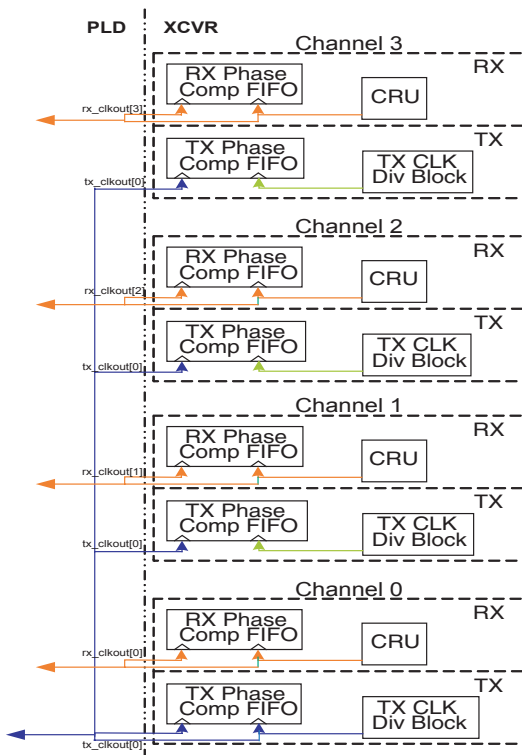 PLD XCVR
Channel 3
RX
RX Phase
Comp FIFO
CRU
rx_clkout[3]
TX
TX Phase
Comp FIFO
TX CLK
Div Block
tx_clkout[0]
Channel 2
RX
RX Phase
Comp FIFO
CRU
rx_clkout[2]
TX
TX Phase
Comp FIFO
TX CLK
Div Block
tx_clkout[0]
Channel 1
RX
RX Phase
Comp FIFO
CRU
rx_clkout[1]
TX
TX Phase
Comp FIFO
TX CLK
Div Block
tx_clkout[0]
Channel 0
RX
RX Phase
Comp FIFO
CRU
rx_clkout[0]
TX
TX Phase
Comp FIFO
TX CLK
Div Block
tx_clkout[0]